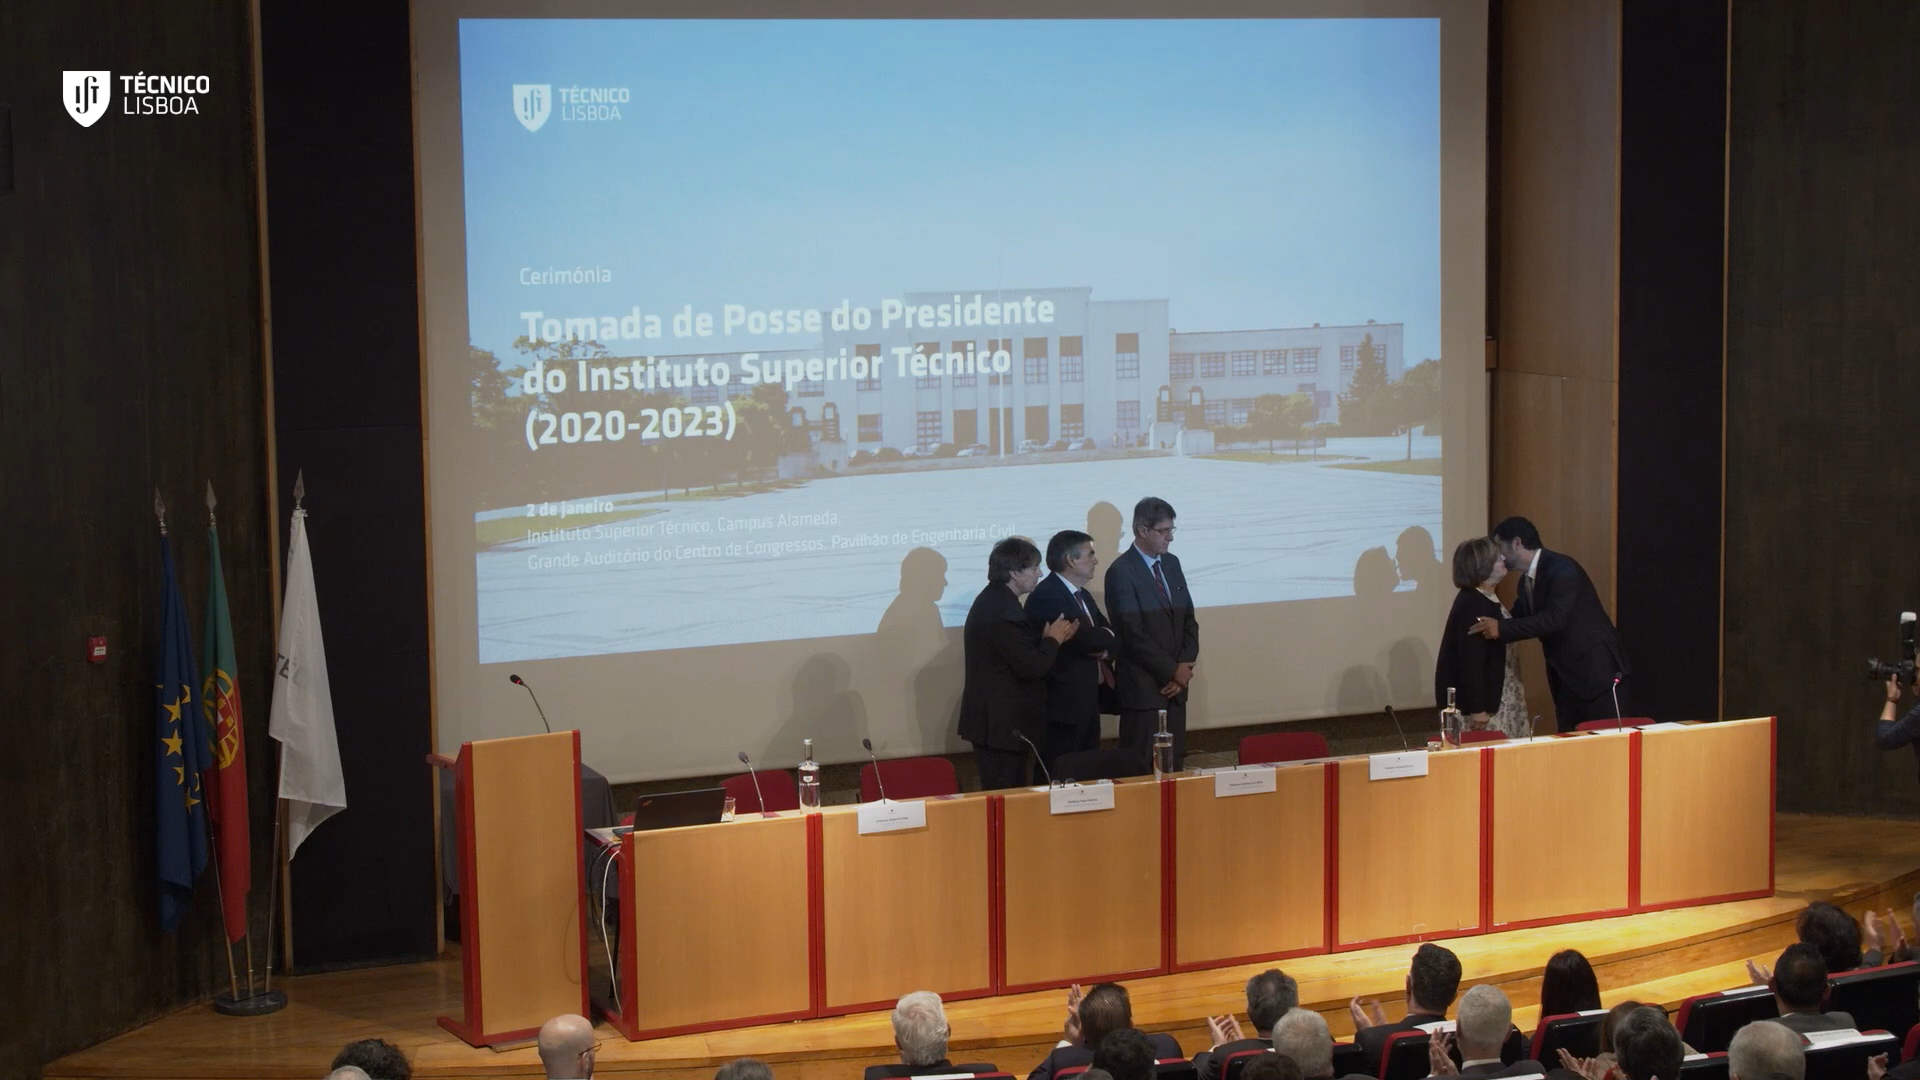 TÉCNICO
LISBOA
TÉCNICO
LISBOA
Cerimónia
Tomada de Posse do Presidente
do Instituto Superior Técnico
(2020-2023)
2 de janeiro
Instituto Superior Técnico, Campus Alameda,
Grande Auditório do Centro de Congressos, Pavilhão de Engenharia Civil